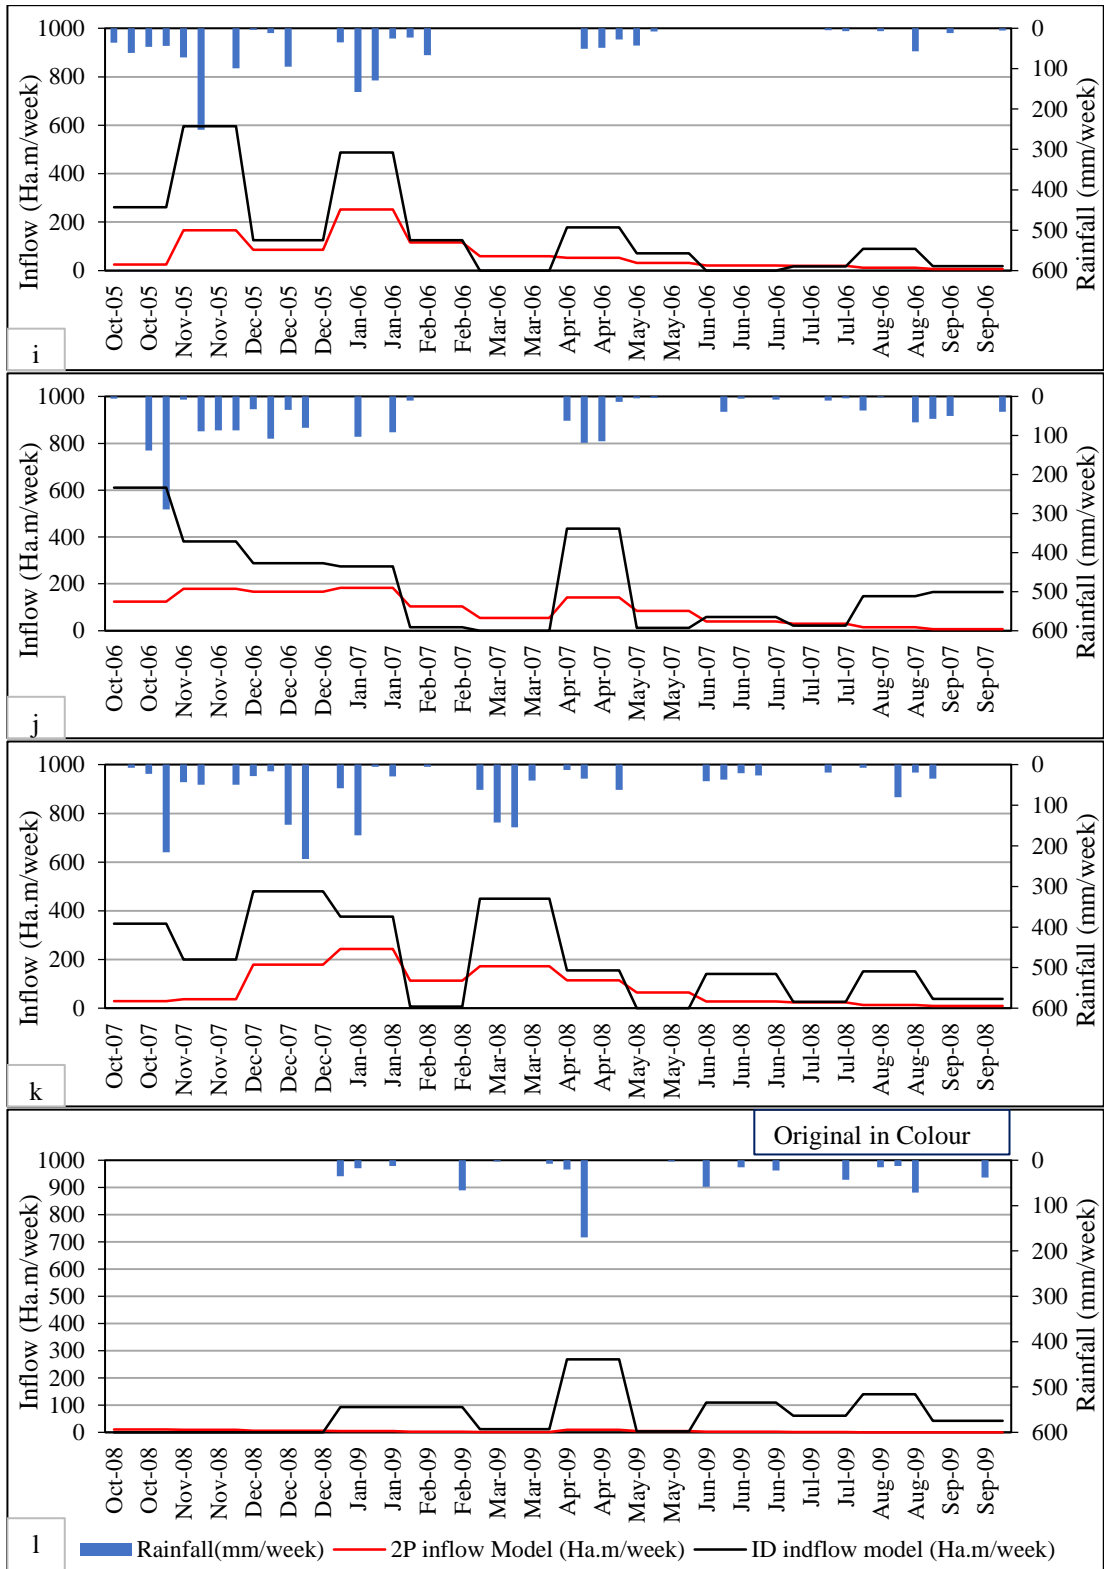 1000
800
600
400
200
0
Inflow (Ha.m/week)
0
100
200
300
400
500
600
Rainfall (mm/week)
Oct-05
Oct-05
Nov-05
Nov-05
Dec-05
Dec-05
Dec-05
Jan-06
Jan-06
Feb-06
Feb-06
Mar-06
Mar-06
Apr-06
Apr-06
May-06
May-06
Jun-06
Jun-06
Jun-06
Jul-06
Jul-06
Aug-06
Aug-06
Sep-06
Sep-06
i
1000
800
600
400
200
0
Inflow (Ha.m/week)
0
100
200
300
400
500
600
Rainfall (mm/week)
Oct-06
Oct-06
Nov-06
Nov-06
Dec-06
Dec-06
Dec-06
Jan-07
Jan-07
Feb-07
Feb-07
Mar-07
Mar-07
Apr-07
Apr-07
May-07
May-07
Jun-07
Jun-07
Jun-07
Jul-07
Jul-07
Aug-07
Aug-07
Sep-07
Sep-07
j
1000
800
600
400
200
0
Inflow (Ha.m/week)
0
100
200
300
400
500
600
Rainfall (mm/week)
Oct-07
Oct-07
Nov-07
Nov-07
Dec-07
Dec-07
Dec-07
Jan-08
Jan-08
Feb-08
Feb-08
Mar-08
Mar-08
Apr-08
Apr-08
May-08
May-08
Jun-08
Jun-08
Jun-08
Jul-08
Jul-08
Aug-08
Aug-08
Sep-08
Sep-08
k
Original in Colour
1000
900
800
700
600
500
400
300
200
100
0
Inflow (Ha.m/week)
0
100
200
300
400
500
600
Rainfall (mm/week)
Oct-08
Oct-08
Nov-08
Nov-08
Dec-08
Dec-08
Dec-08
Jan-09
Jan-09
Feb-09
Feb-09
Mar-09
Mar-09
Apr-09
Apr-09
May-09
May-09
Jun-09
Jun-09
Jun-09
Jul-09
Jul-09
Aug-09
Aug-09
Sep-09
Sep-09
l
Rainfall(mm/week)
2P inflow Model (Ha.m/week)
ID indflow model (Ha.m/week)